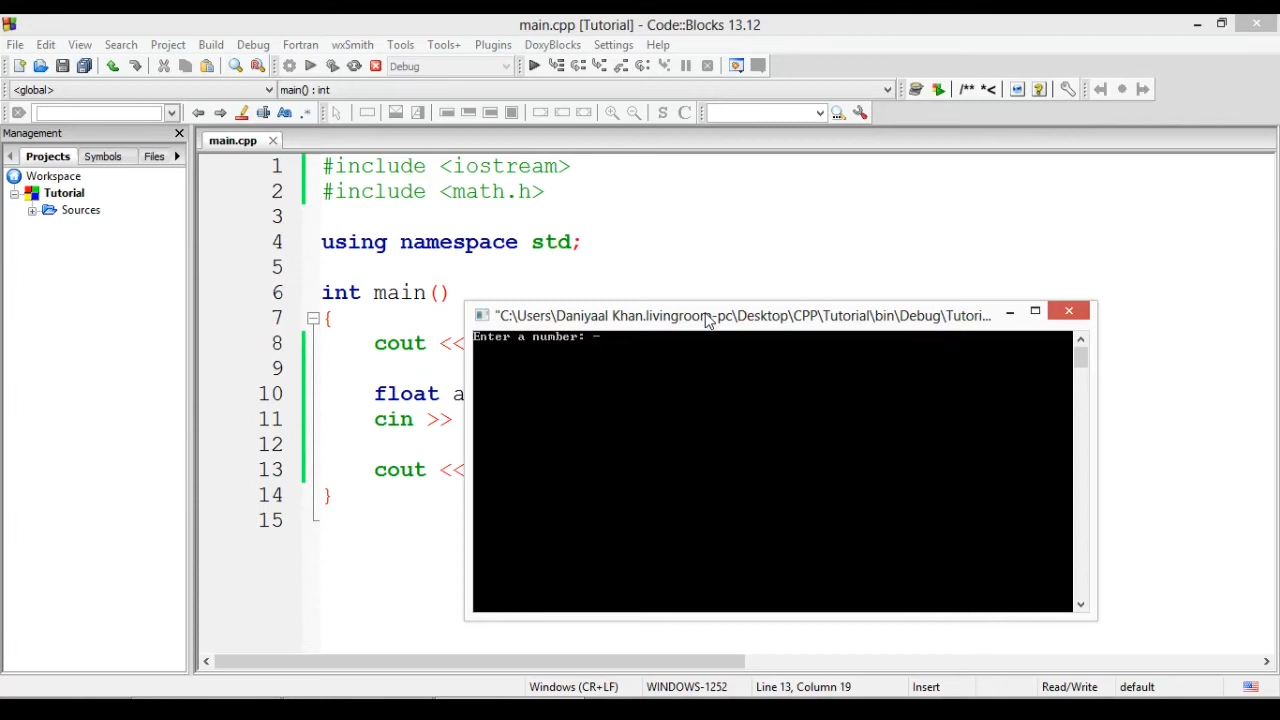 main.cpp [Tutorial] - Code::Blocks 13.12
File Edit View Search Project Build Debug Fortran wxSmith Tools Tools+ Plugins DoxyBlocks Settings Help
Debug
<global> main() : int /** *<
Management
main.cpp
Projects Symbols Files
Workspace
Tutorial
Sources
1 #include <iostream>
2 #include <math.h>
3
4 using namespace std;
5
6 int main()
7 {
8 cout <<
9
10 float a
11 cin >>
12
13 cout <<
14 }
15
"C:\Users\Daniyaal Khan.livingroom-pc\Desktop\CPP\Tutorial\bin\Debug\Tutori...
Enter a number:
Windows (CR+LF) WINDOWS-1252 Line 13, Column 19 Insert Read/Write default